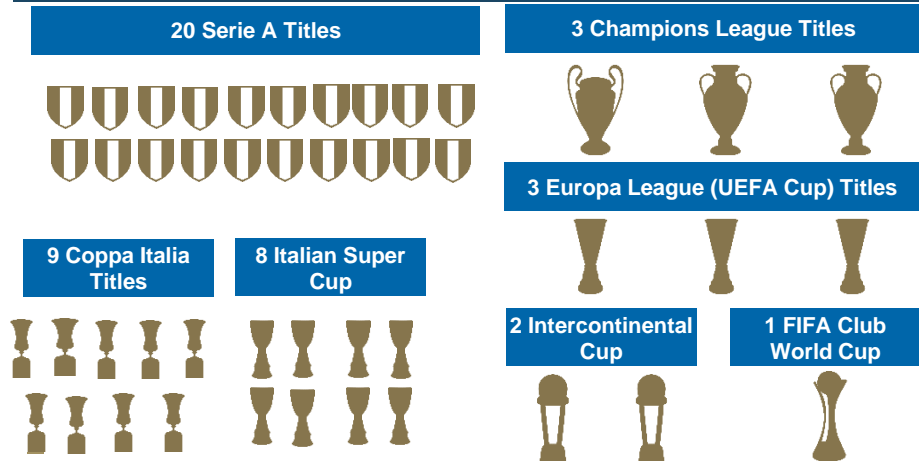 20 Serie A Titles
3 Champions League Titles
3 Europa League (UEFA Cup) Titles
9 Coppa Italia
Titles
8 Italian Super
Cup
2 Intercontinental
Cup
1 FIFA Club
World Cup